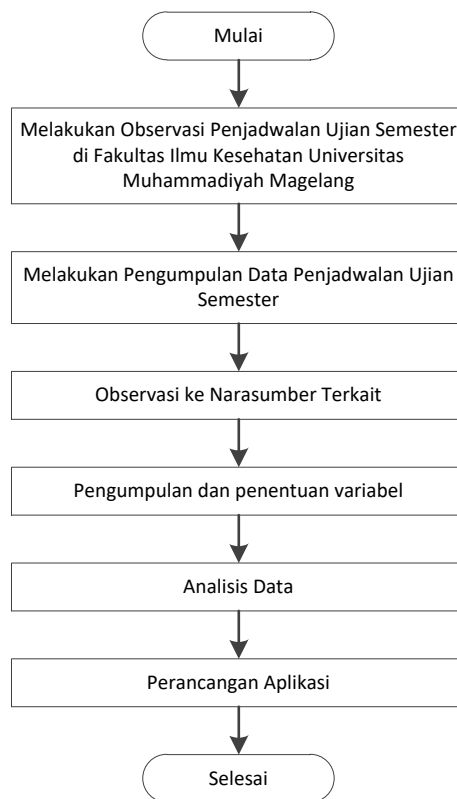 Mulai
Melakukan Observasi Penjadwalan Ujian Semester
di Fakultas Ilmu Kesehatan Universitas
Muhammadiyah Magelang
Melakukan Pengumpulan Data Penjadwalan Ujian
Semester
Observasi ke Narasumber Terkait
Pengumpulan dan penentuan variabel
Analisis Data
Perancangan Aplikasi
Selesai